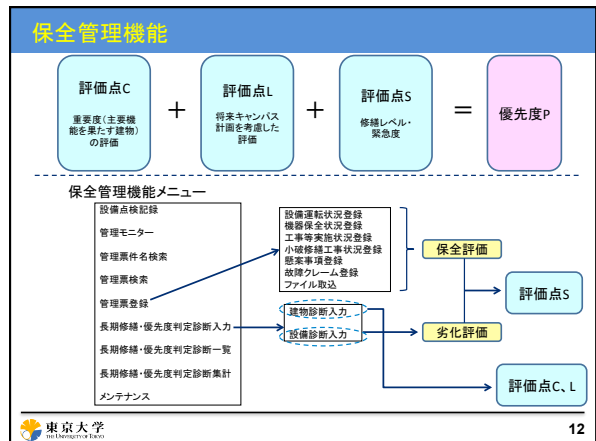 保全管理機能
評価点C
重要度(主要機
能を果たす建物)
の評価
+
評価点L
将来キャンパス
計画を考慮した
評価
+
評価点S
修繕レベル・
緊急度
=
優先度P
保全管理機能メニュー
設備点検記録
管理モニター
管理票件名検索
管理票検索
管理票登録
長期修繕・優先度判定診断入力
長期修繕・優先度判定診断一覧
長期修繕・優先度判定診断集計
メンテナンス
設備運転状況登録
機器保全状況登録
工事等実施状況登録
小破修繕工事状況登録
懸案事項登録
故障クレーム登録
ファイル取込
建物診断入力
設備診断入力
保全評価
劣化評価
評価点S
評価点C、L
東京大学
THE UNIVERSITY OF TOKYO
12